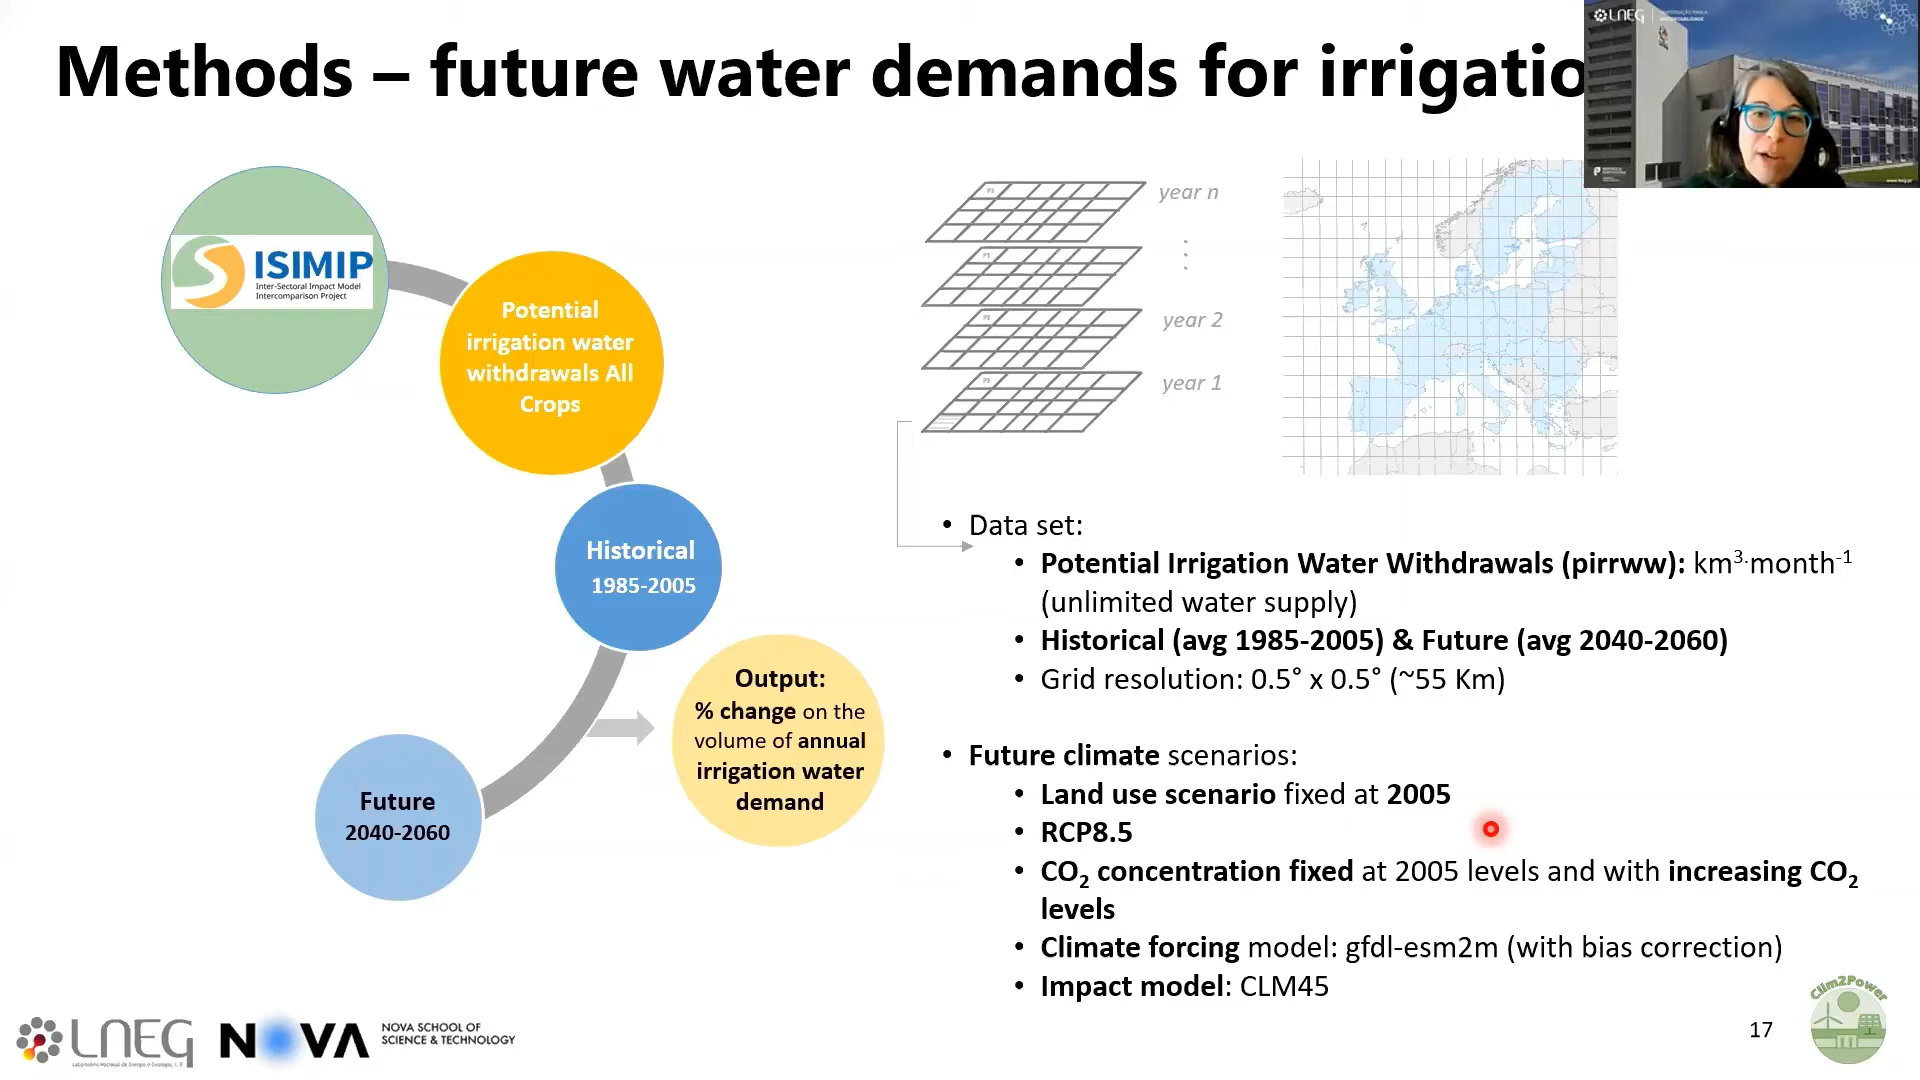 Methods – future water demands for irrigatio
LNEG
www.lneg.pt
ISIMIP
Inter-Sectoral Impact Model
Intercomparison Project
Potential
irrigation water
withdrawals All
Crops
Historical
1985-2005
Output:
% change on the
volume of annual
irrigation water
demand
Future
2040-2060
year n
year 2
year 1
• Data set:
• Potential Irrigation Water Withdrawals (pirrww): km³·month⁻¹
(unlimited water supply)
• Historical (avg 1985-2005) & Future (avg 2040-2060)
• Grid resolution: 0.5° x 0.5° (~55 Km)
• Future climate scenarios:
• Land use scenario fixed at 2005
• RCP8.5
• CO₂ concentration fixed at 2005 levels and with increasing CO₂
levels
• Climate forcing model: gfdl-esm2m (with bias correction)
• Impact model: CLM45
LNEG
Laboratório Nacional de Energia e Geologia, I. P.
NOVA
NOVA SCHOOL OF
SCIENCE & TECHNOLOGY
17
Clim2Power